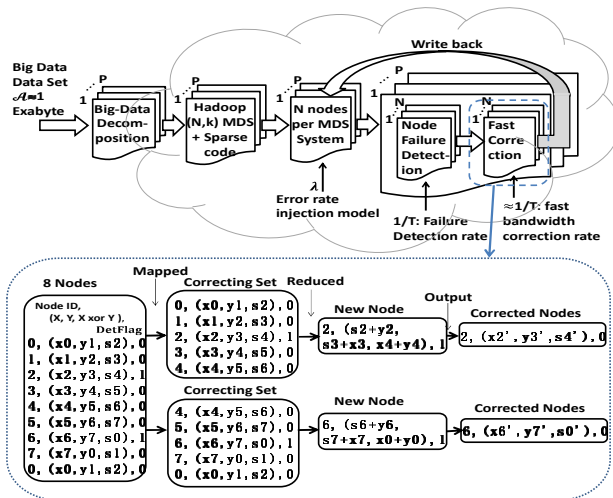 Write back
Big Data
Data Set
𝒜≈1
Exabyte
P
1
Big-Data
Decom-
position
P
1
Hadoop
(N,k) MDS
+ Sparse
code
P
1
N nodes
per MDS
System
P
1
N
1
Node
Failure
Detect-
ion
N
1
Fast
Corre
ction
λ
Error rate
injection model
1/T: Failure
Detection rate
≈1/T: fast
bandwidth
correction rate
8 Nodes
Mapped
Correcting Set
Reduced
New Node
Output
Corrected Nodes
Node ID,
(X, Y, X xor Y),
DetFlag
0, (x0,y1,s2),0
1, (x1,y2,s3),0
2, (x2,y3,s4),1
3, (x3,y4,s5),0
4, (x4,y5,s6),0
5, (x5,y6,s7),0
6, (x6,y7,s0),1
7, (x7,y0,s1),0
0, (x0,y1,s2),0
0, (x0,y1,s2),0
1, (x1,y2,s3),0
2, (x2,y3,s4),1
3, (x3,y4,s5),0
4, (x4,y5,s6),0
2, (s2+y2,
s3+x3, x4+y4), 1
2, (x2',y3',s4'),0
Correcting Set
New Node
Corrected Nodes
4, (x4,y5,s6),0
5, (x5,y6,s7),0
6, (x6,y7,s0),1
7, (x7,y0,s1),0
0, (x0,y1,s2),0
6, (s6+y6,
s7+x7, x0+y0), 1
6, (x6',y7',s0'),0